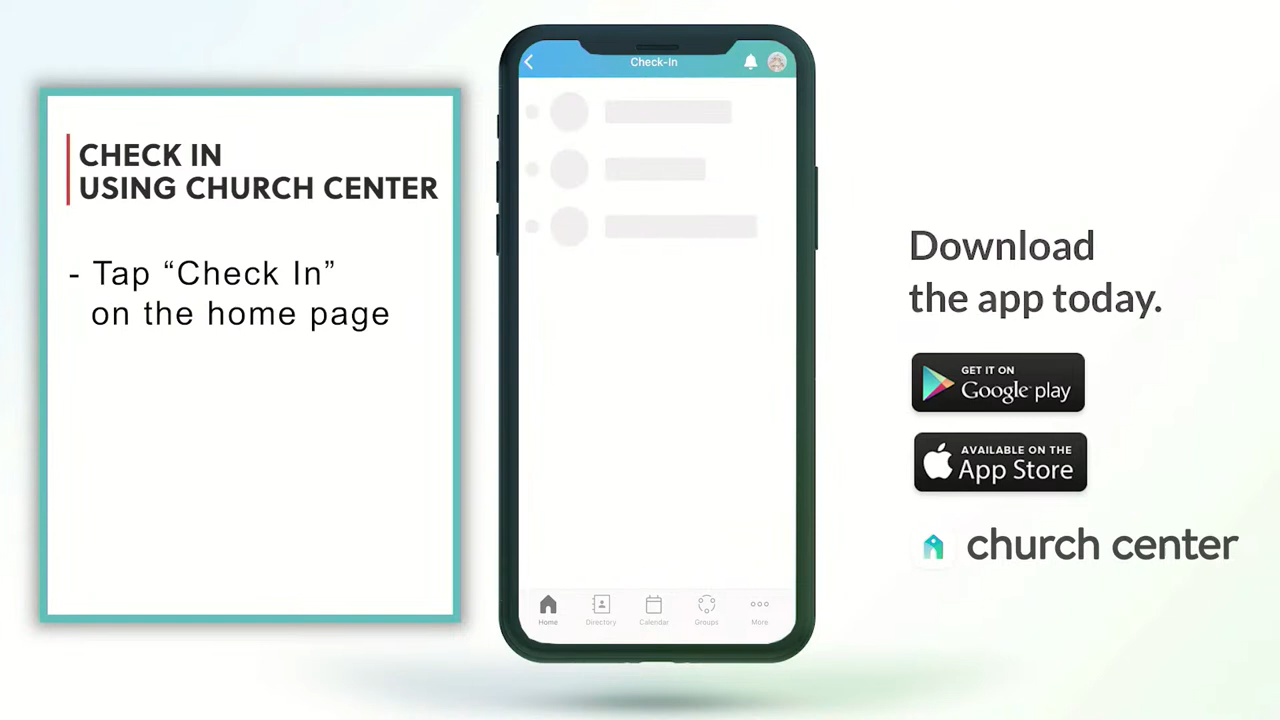 CHECK IN
USING CHURCH CENTER
- Tap “Check In”
on the home page
Check-In
Home
Directory
Calendar
Groups
More
Download
the app today.
GET IT ON
Google play
AVAILABLE ON THE
App Store
church center